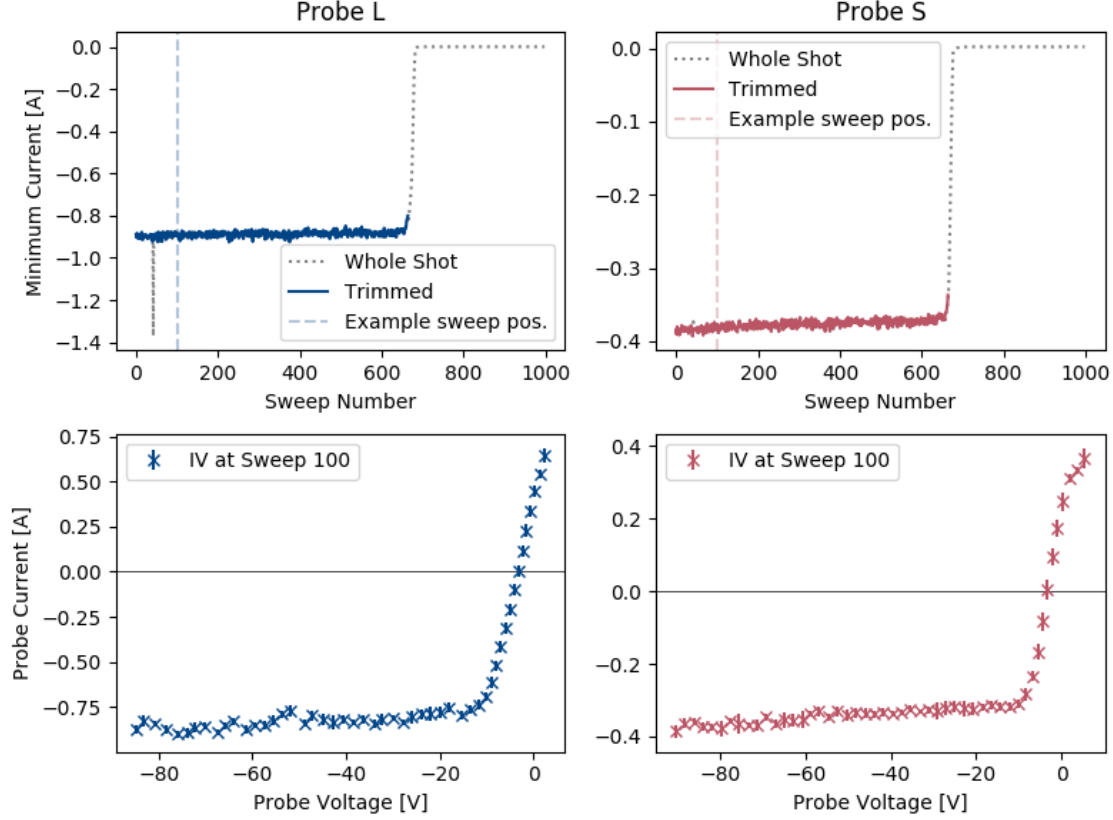 Probe L
Probe S
Minimum Current [A]
0.0
−0.2
−0.4
−0.6
−0.8
−1.0
−1.2
−1.4
Whole Shot
Trimmed
Example sweep pos.
0
200
400
600
800
1000
Sweep Number
0.0
−0.1
−0.2
−0.3
−0.4
Whole Shot
Trimmed
Example sweep pos.
0
200
400
600
800
1000
Sweep Number
Probe Current [A]
0.75
0.50
0.25
0.00
−0.25
−0.50
−0.75
IV at Sweep 100
−80
−60
−40
−20
0
Probe Voltage [V]
0.4
0.2
0.0
−0.2
−0.4
IV at Sweep 100
−80
−60
−40
−20
0
Probe Voltage [V]